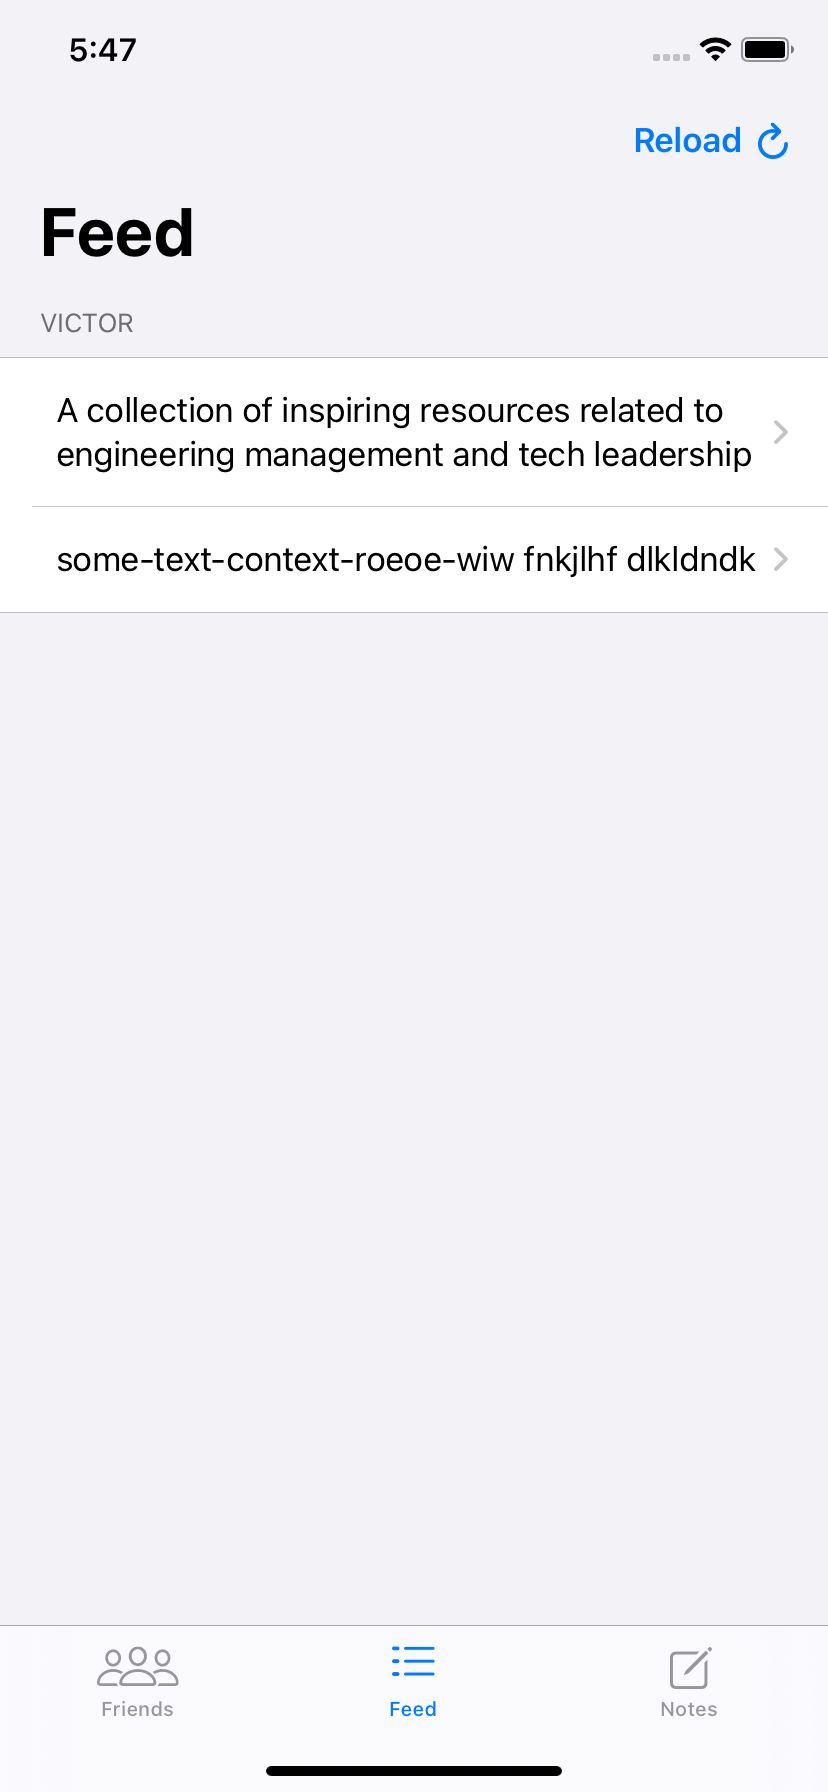 5:47
Reload
Feed
VICTOR
A collection of inspiring resources related to
engineering management and tech leadership
some-text-context-roeoe-wiw fnkjlhf dlkldndk
Friends
Feed
Notes